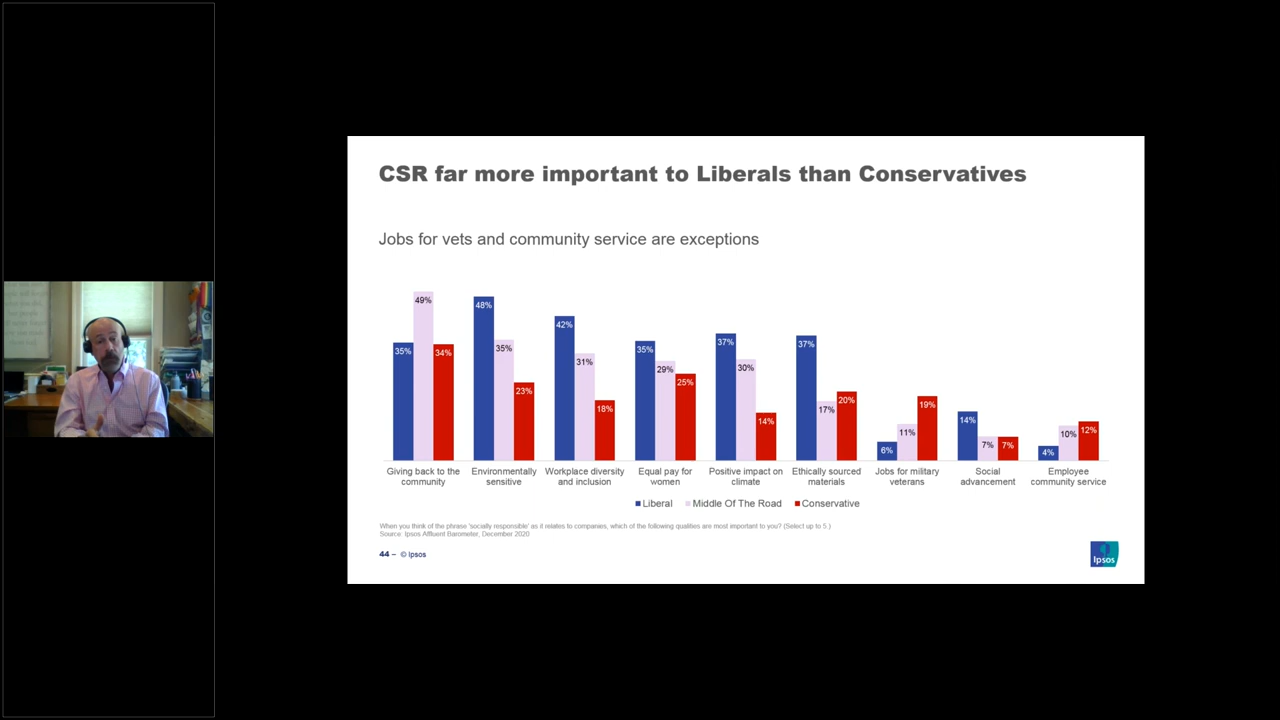 CSR far more important to Liberals than Conservatives
Jobs for vets and community service are exceptions
35% 49% 34%
48% 35% 23%
42% 31% 18%
35% 29% 25%
37% 30% 14%
37% 17% 20%
6% 11% 19%
14% 7% 7%
4% 10% 12%
Giving back to the
community
Environmentally
sensitive
Workplace diversity
and inclusion
Equal pay for
women
Positive impact on
climate
Ethically sourced
materials
Jobs for military
veterans
Social
advancement
Employee
community service
Liberal Middle Of The Road Conservative
When you think of the phrase 'socially responsible' as it relates to companies, which of the following qualities are most important to you? (Select up to 5 )
Source: Ipsos Affluent Barometer, December 2020
44 – © Ipsos
Ipsos